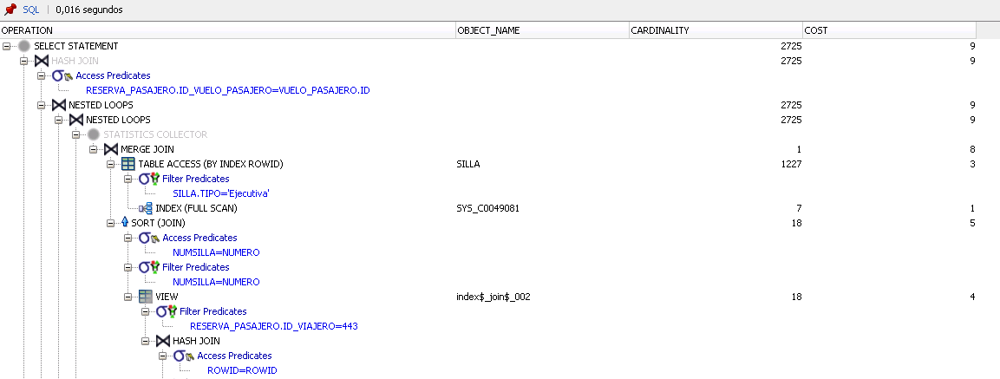 SQL | 0,016 segundos
OPERATION OBJECT_NAME CARDINALITY COST
SELECT STATEMENT 2725 9
HASH JOIN 2725 9
Access Predicates
RESERVA_PASAJERO.ID_VUELO_PASAJERO=VUELO_PASAJERO.ID
NESTED LOOPS 2725 9
NESTED LOOPS 2725 9
STATISTICS COLLECTOR
MERGE JOIN 1 8
TABLE ACCESS (BY INDEX ROWID) SILLA 1227 3
Filter Predicates
SILLA.TIPO='Ejecutiva'
INDEX (FULL SCAN) SYS_C0049081 7 1
SORT (JOIN) 18 5
Access Predicates
NUMSILLA=NUMERO
Filter Predicates
NUMSILLA=NUMERO
VIEW index$_join$_002 18 4
Filter Predicates
RESERVA_PASAJERO.ID_VIAJERO=443
HASH JOIN
Access Predicates
ROWID=ROWID